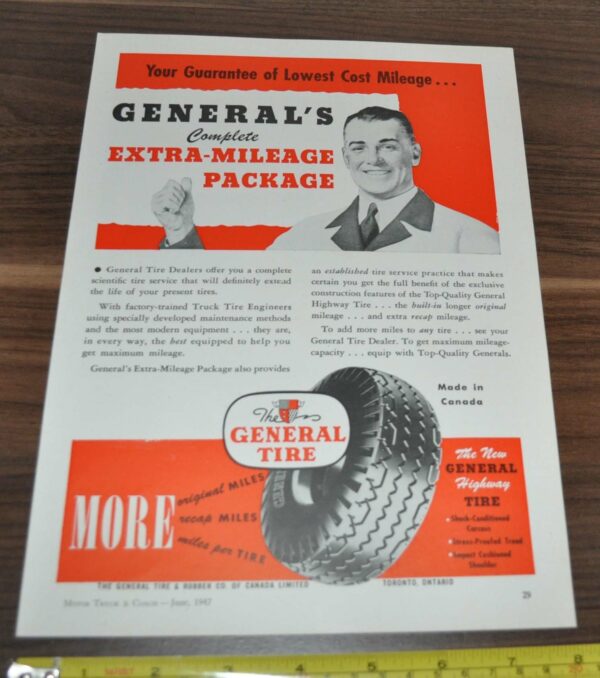 Your Guarantee of Lowest Cost Mileage . . .
GENERAL'S
Complete
EXTRA-MILEAGE
PACKAGE
● General Tire Dealers offer you a complete
scientific tire service that will definitely extend
the life of your present tires.
With factory-trained Truck Tire Engineers
using specially developed maintenance methods
and the most modern equipment . . . they are,
in every way, the best equipped to help you
get maximum mileage.
General's Extra-Mileage Package also provides
an established tire service practice that makes
certain you get the full benefit of the exclusive
construction features of the Top-Quality General
Highway Tire . . . the built-in longer original
mileage . . . and extra recap mileage.
To add more miles to any tire . . . see your
General Tire Dealer. To get maximum mileage-
capacity . . . equip with Top-Quality Generals.
Made in
Canada
The
GENERAL
TIRE
MORE
original MILES
recap MILES
miles per TIRE
The New
GENERAL
Highway
TIRE
• Shock-Conditioned
Carcass
• Stress-Proofed Tread
• Impact Cushioned
Shoulder
THE GENERAL TIRE & RUBBER CO. OF CANADA LIMITED TORONTO, ONTARIO
Motor Truck & Coach — June, 1947
29
1 2 3 4 5 6 7 8